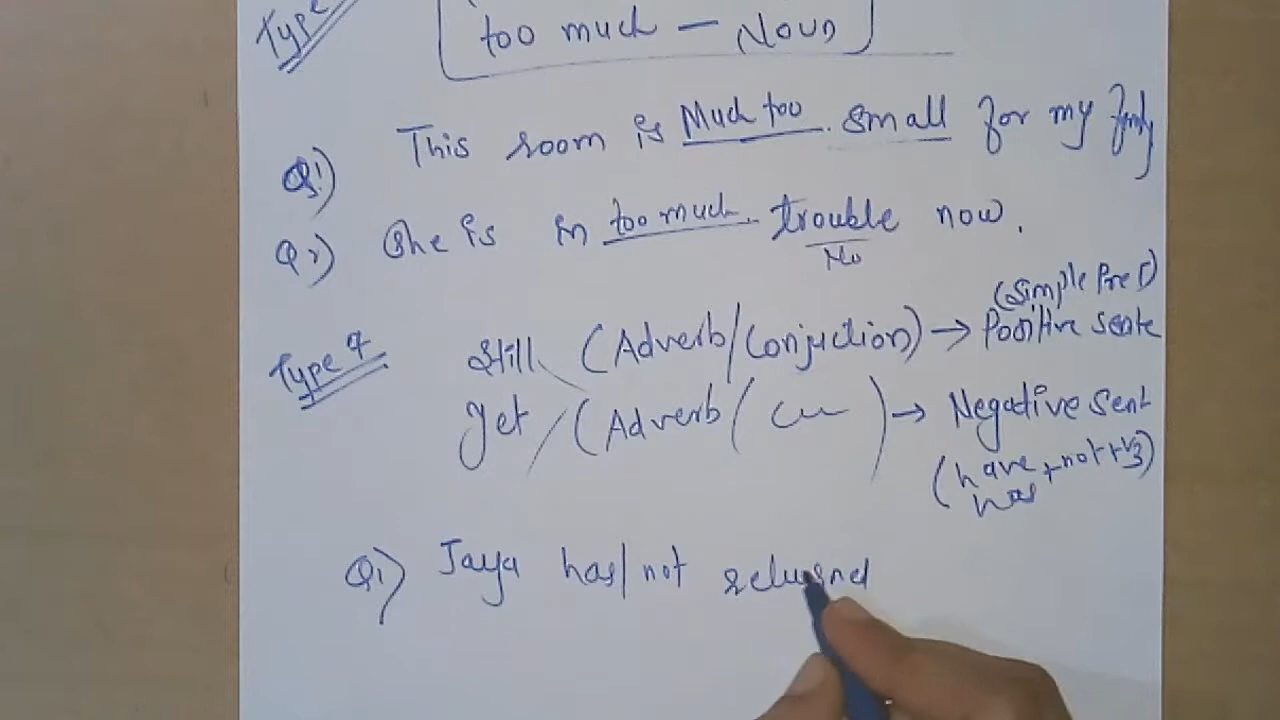 Type
too much — Noun
Q1) This room is Much too small for my family
Q2) She is in too much trouble now.
No
(Simple Pre
Type 7 Still (Adverb/Conjuction) → Positive sente
Yet (Adverb/ ) → Negative Sent
(have + not + V3)
has
Q1) Jaya has not returned